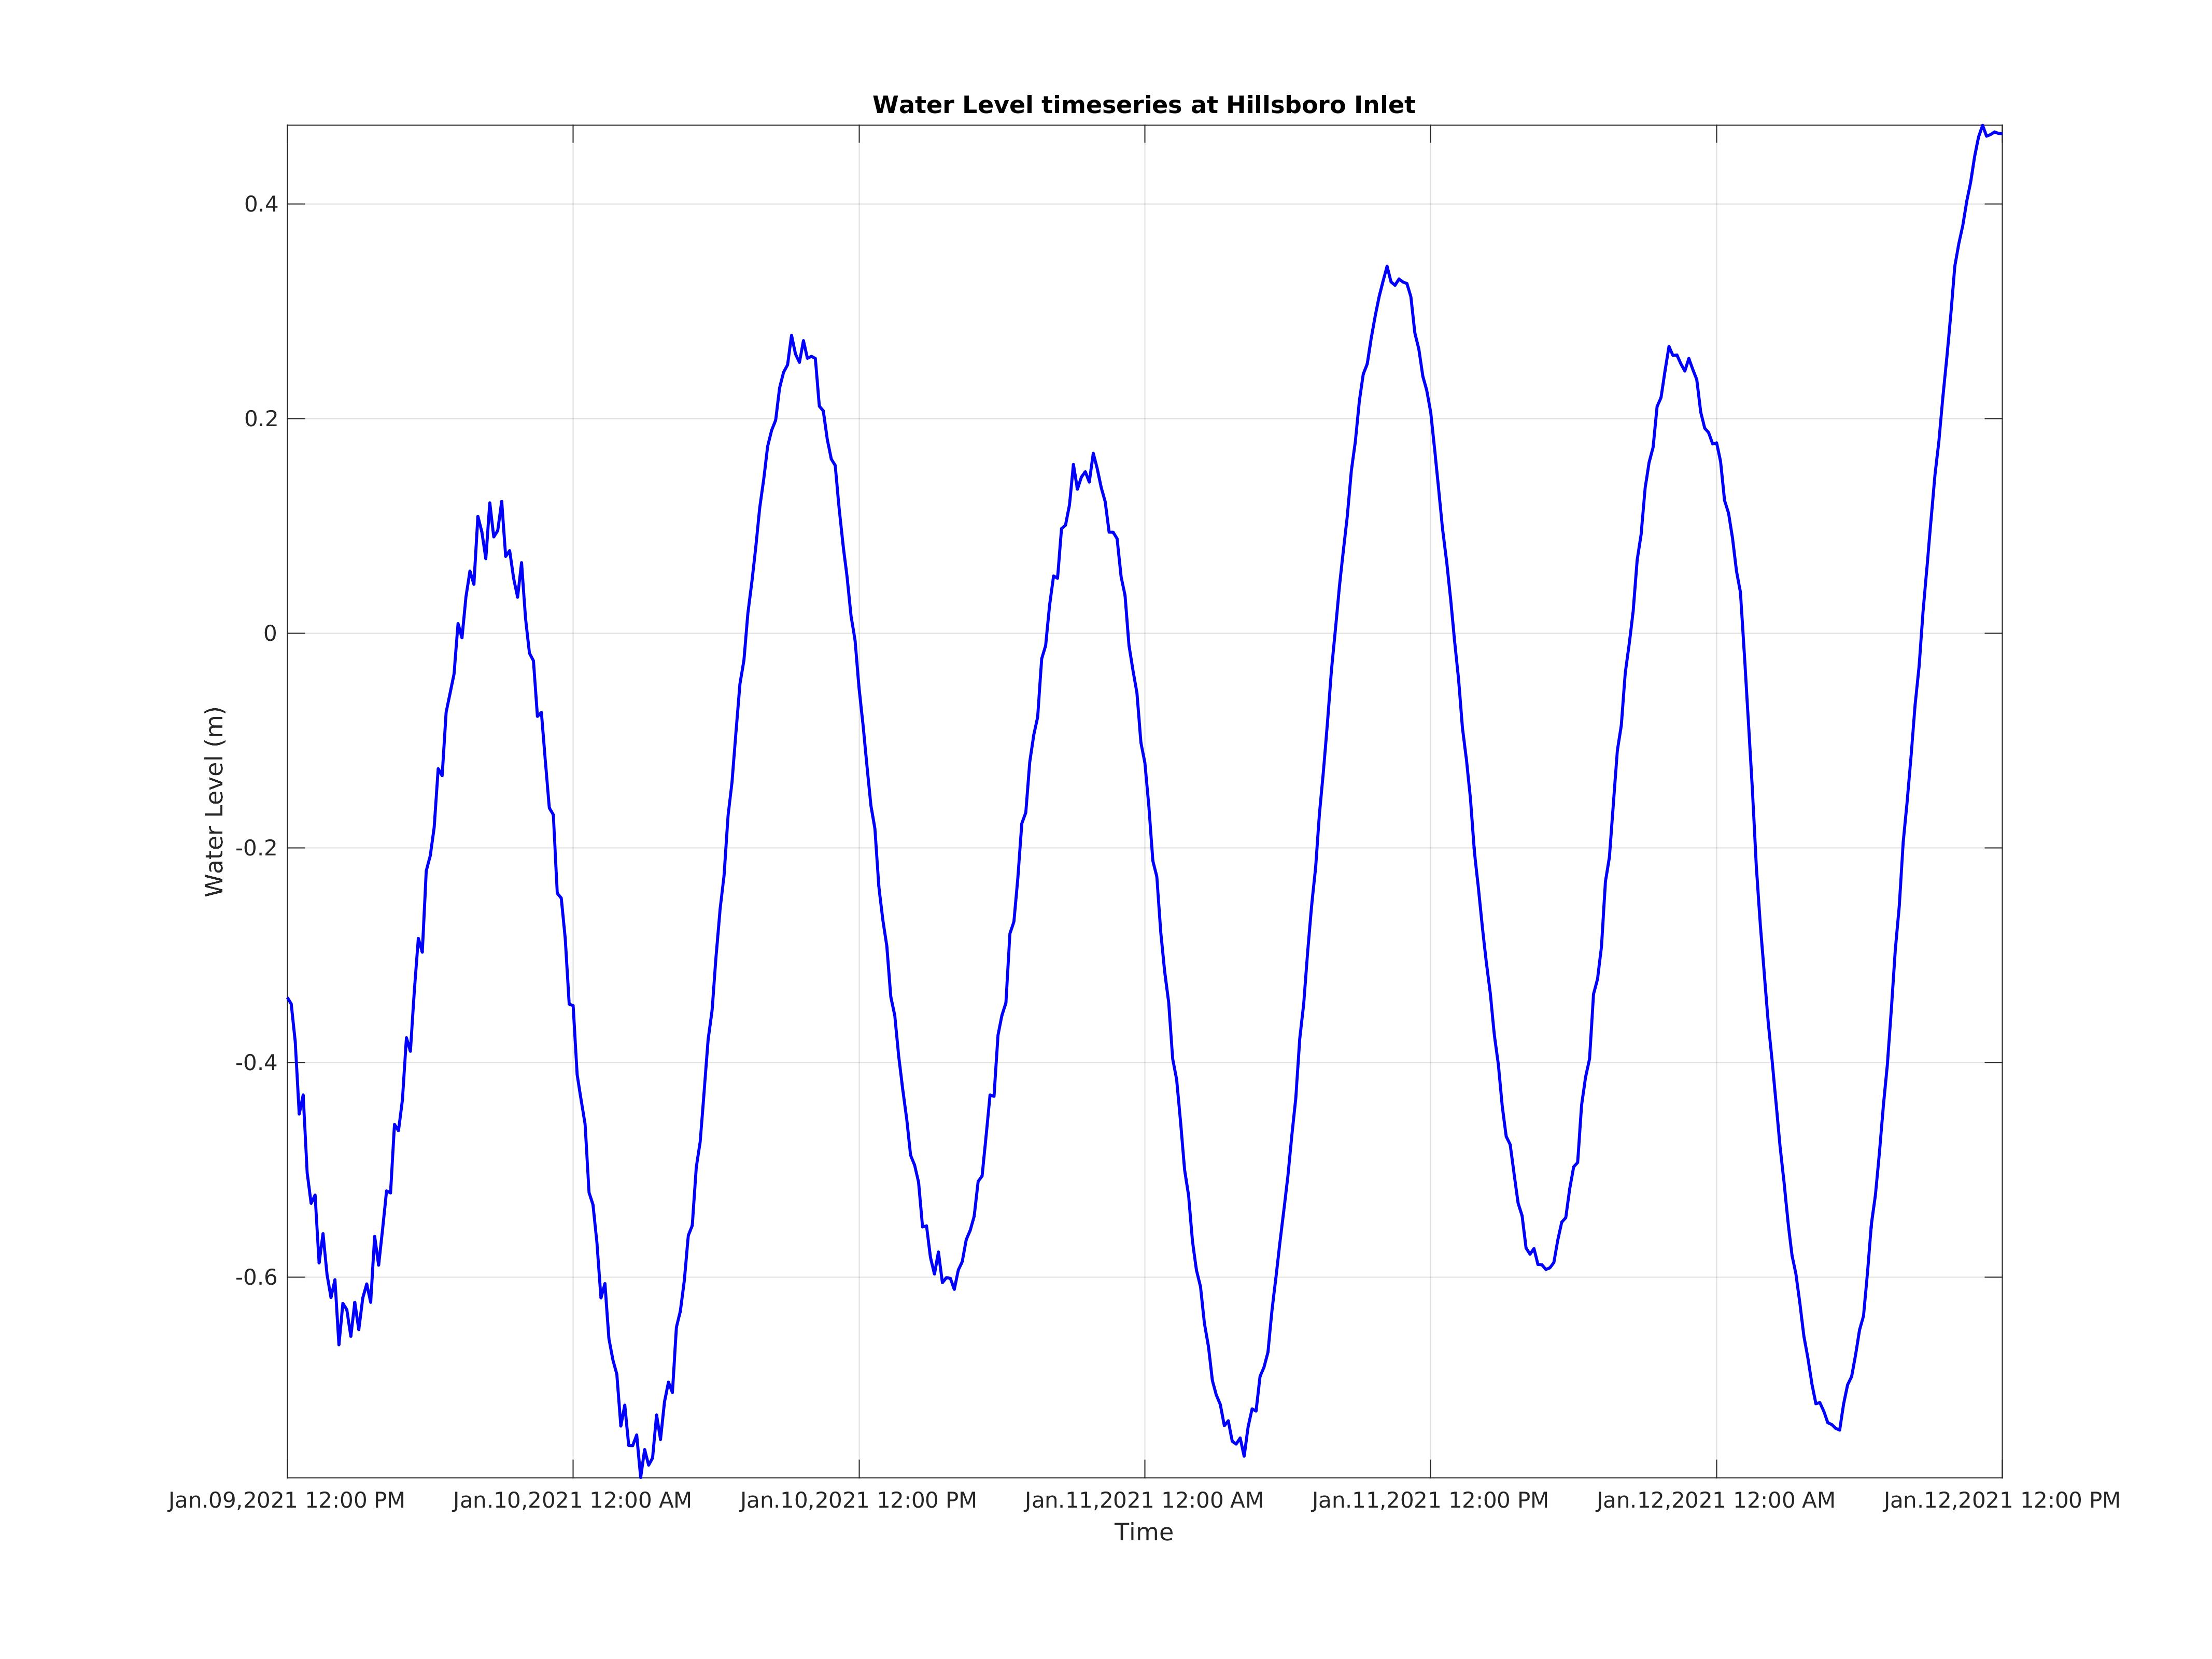 Water Level timeseries at Hillsboro Inlet
0.4
0.2
0
-0.2
-0.4
-0.6
Water Level (m)
Jan.09,2021 12:00 PM Jan.10,2021 12:00 AM Jan.10,2021 12:00 PM Jan.11,2021 12:00 AM Jan.11,2021 12:00 PM Jan.12,2021 12:00 AM Jan.12,2021 12:00 PM
Time